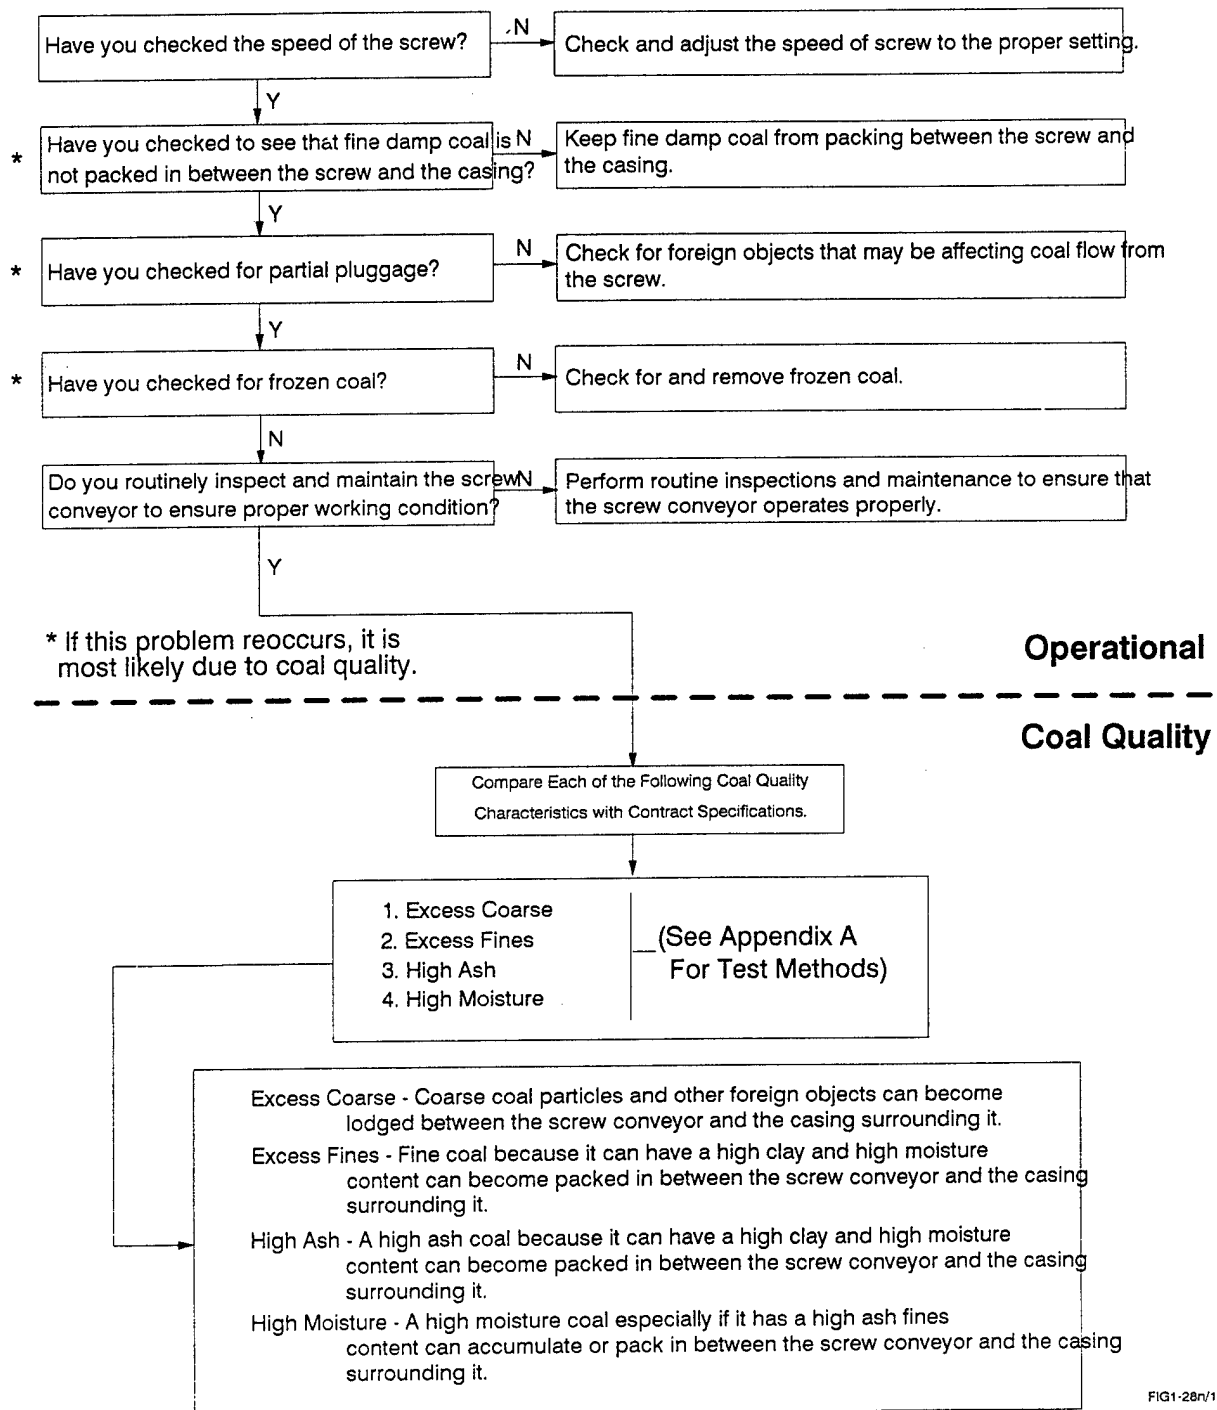 Have you checked the speed of the screw?
N
Check and adjust the speed of screw to the proper setting.
Y
*
Have you checked to see that fine damp coal is
not packed in between the screw and the casing?
N
Keep fine damp coal from packing between the screw and
the casing.
Y
*
Have you checked for partial pluggage?
N
Check for foreign objects that may be affecting coal flow from
the screw.
Y
*
Have you checked for frozen coal?
N
Check for and remove frozen coal.
N
Do you routinely inspect and maintain the screw
conveyor to ensure proper working condition?
N
Perform routine inspections and maintenance to ensure that
the screw conveyor operates properly.
Y
* If this problem reoccurs, it is
most likely due to coal quality.
Operational
Coal Quality
Compare Each of the Following Coal Quality
Characteristics with Contract Specifications.
1. Excess Coarse
2. Excess Fines
3. High Ash
4. High Moisture
(See Appendix A
For Test Methods)
Excess Coarse - Coarse coal particles and other foreign objects can become
lodged between the screw conveyor and the casing surrounding it.
Excess Fines - Fine coal because it can have a high clay and high moisture
content can become packed in between the screw conveyor and the casing
surrounding it.
High Ash - A high ash coal because it can have a high clay and high moisture
content can become packed in between the screw conveyor and the casing
surrounding it.
High Moisture - A high moisture coal especially if it has a high ash fines
content can accumulate or pack in between the screw conveyor and the casing
surrounding it.
FIG1-28n/1